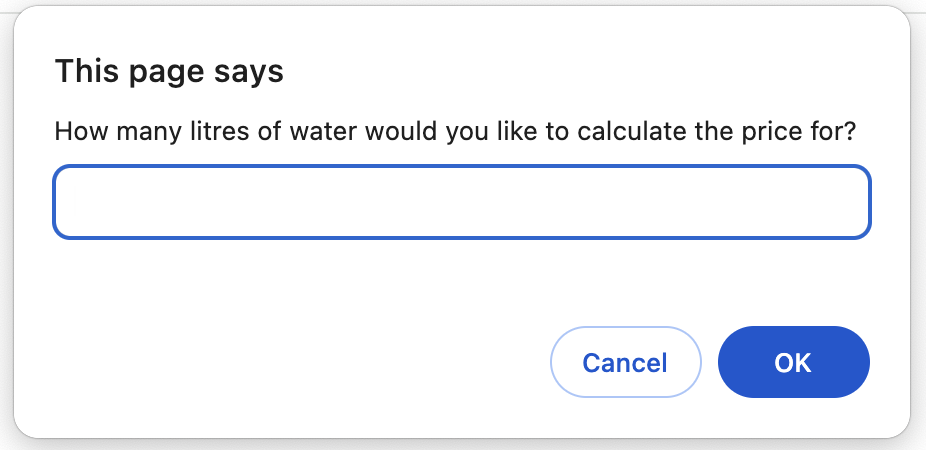 This page says
How many litres of water would you like to calculate the price for?
Cancel
OK